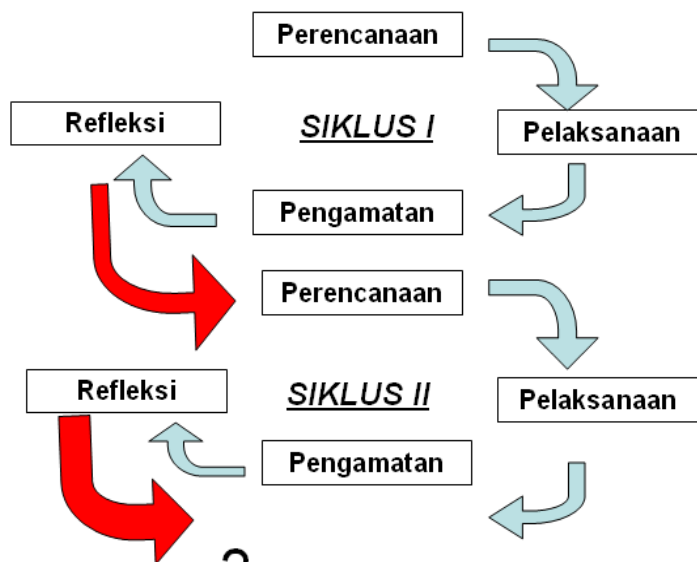 Perencanaan
Refleksi
SIKLUS I
Pelaksanaan
Pengamatan
Perencanaan
Refleksi
SIKLUS II
Pelaksanaan
Pengamatan